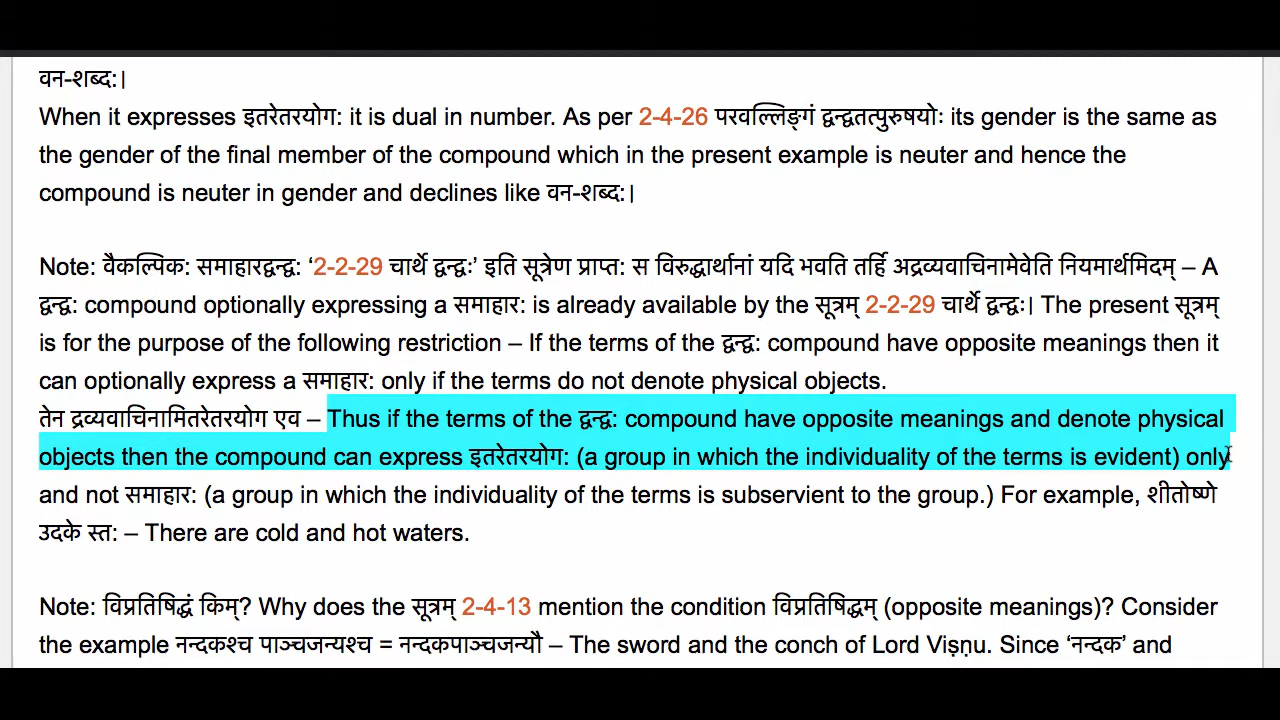 वन-शब्द:।
When it expresses इतरेतरयोग: it is dual in number. As per 2-4-26 परवल्लिङ्गं द्वन्द्वतत्पुरुषयोः its gender is the same as
the gender of the final member of the compound which in the present example is neuter and hence the
compound is neuter in gender and declines like वन-शब्द:।
Note: वैकल्पिक: समाहारद्वन्द्व: ‘2-2-29 चार्थे द्वन्द्वः’ इति सूत्रेण प्राप्त: स विरुद्धार्थानां यदि भवति तर्हि अद्रव्यवाचिनामेवेति नियमार्थमिदम् – A
द्वन्द्व: compound optionally expressing a समाहार: is already available by the सूत्रम् 2-2-29 चार्थे द्वन्द्वः। The present सूत्रम्
is for the purpose of the following restriction – If the terms of the द्वन्द्व: compound have opposite meanings then it
can optionally express a समाहार: only if the terms do not denote physical objects.
तेन द्रव्यवाचिनामितरेतरयोग एव – Thus if the terms of the द्वन्द्व: compound have opposite meanings and denote physical
objects then the compound can express इतरेतरयोग: (a group in which the individuality of the terms is evident) only
and not समाहार: (a group in which the individuality of the terms is subservient to the group.) For example, शीतोष्णे
उदके स्त: – There are cold and hot waters.
Note: विप्रतिषिद्धं किम्? Why does the सूत्रम् 2-4-13 mention the condition विप्रतिषिद्धम् (opposite meanings)? Consider
the example नन्दकश्च पाञ्चजन्यश्च = नन्दकपाञ्चजन्यौ – The sword and the conch of Lord Viṣṇu. Since ‘नन्दक’ and